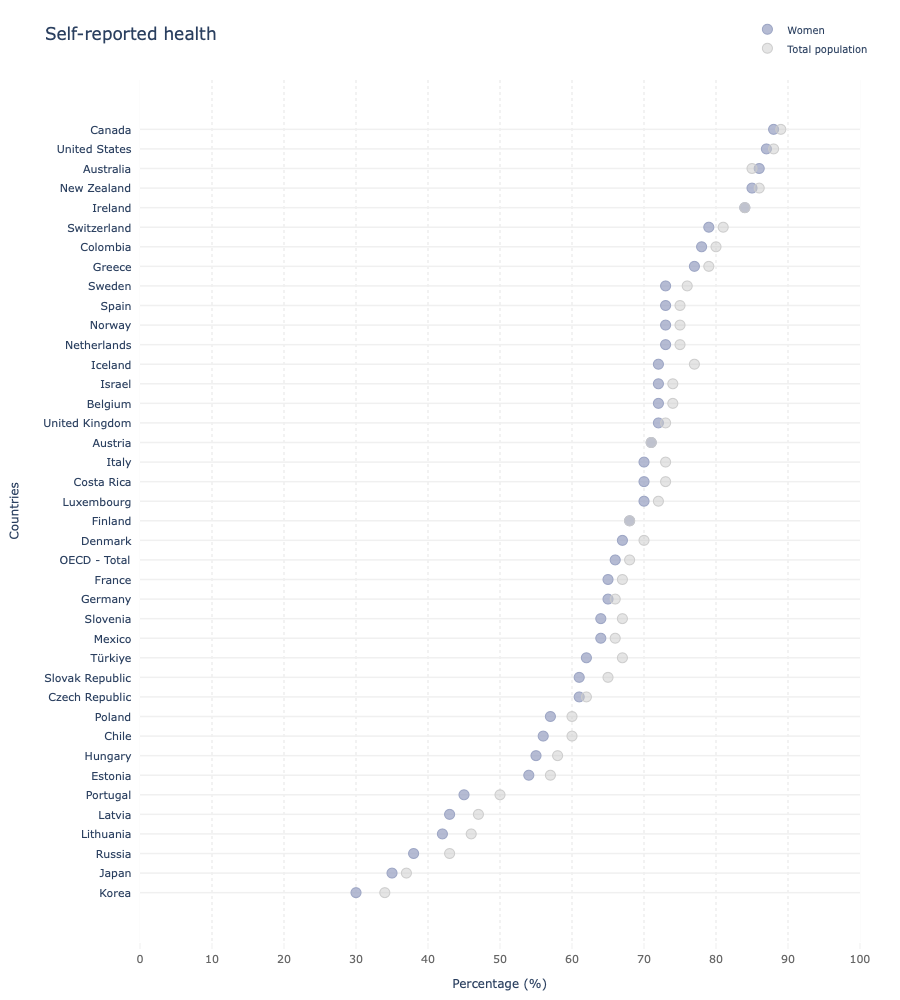 Self-reported health
Women
Total population
Canada
United States
Australia
New Zealand
Ireland
Switzerland
Colombia
Greece
Sweden
Spain
Norway
Netherlands
Iceland
Israel
Belgium
United Kingdom
Austria
Italy
Costa Rica
Luxembourg
Finland
Denmark
OECD - Total
France
Germany
Slovenia
Mexico
Türkiye
Slovak Republic
Czech Republic
Poland
Chile
Hungary
Estonia
Portugal
Latvia
Lithuania
Russia
Japan
Korea
Countries
0 10 20 30 40 50 60 70 80 90 100
Percentage (%)